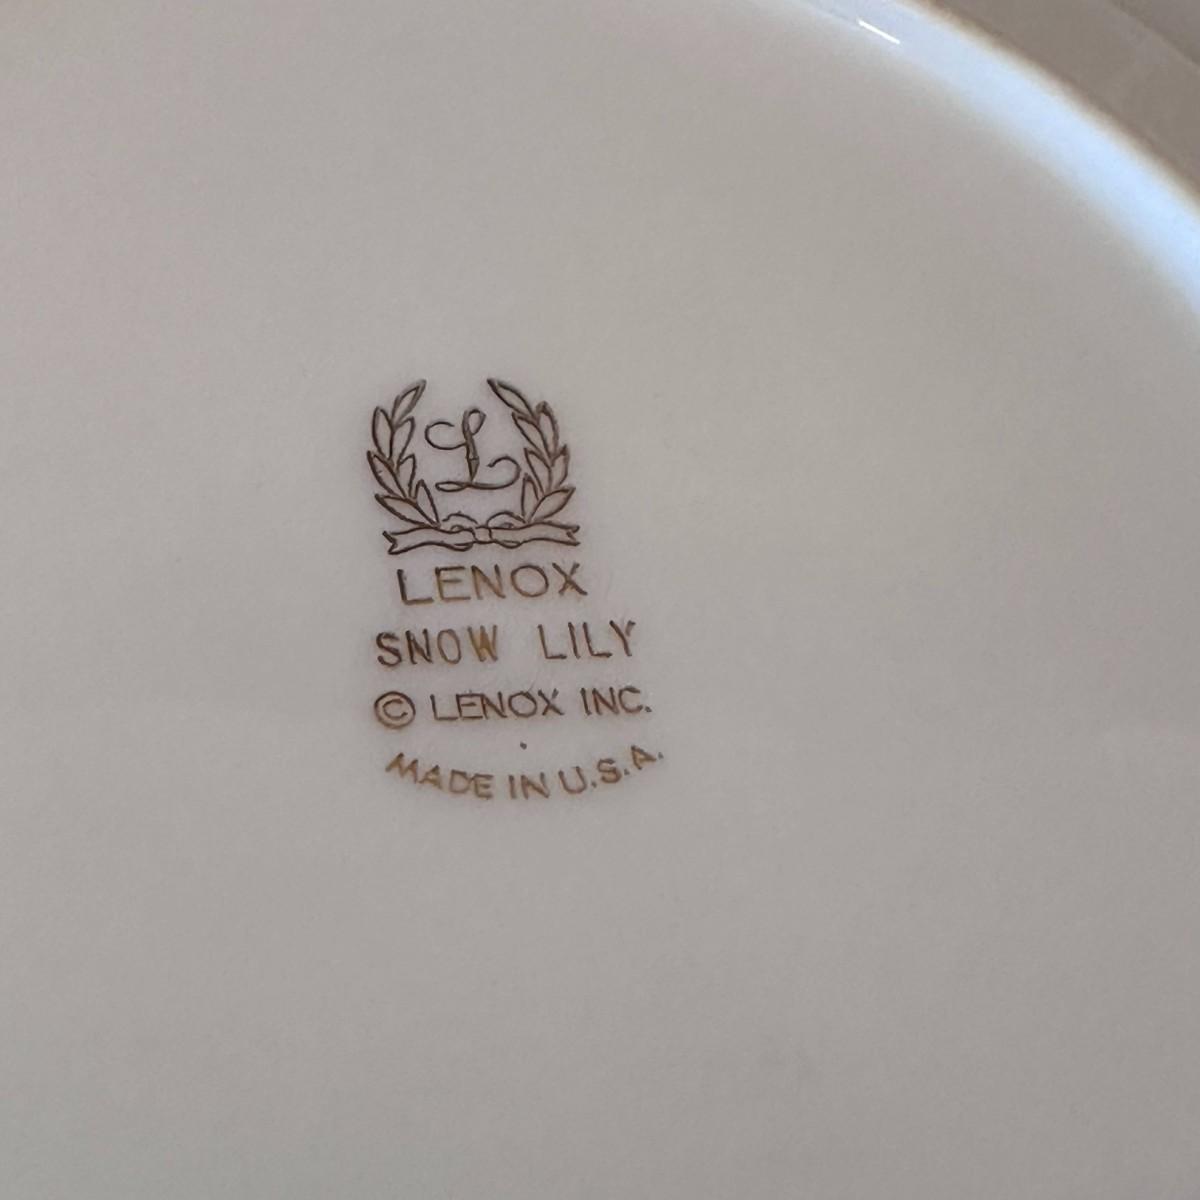 L
LENOX
SNOW LILY
© LENOX INC.
MADE IN U.S.A.